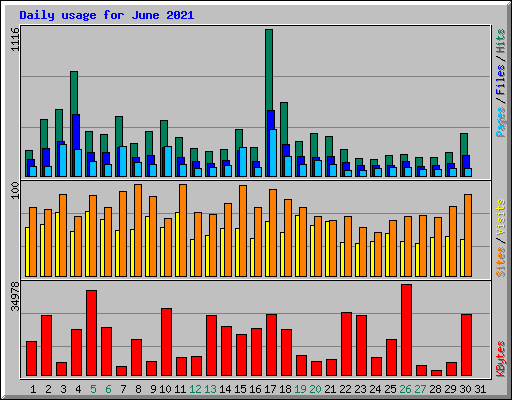 Daily usage for June 2021
1116
Pages / Files / Hits
100
Sites / Visits
34978
KBytes
1 2 3 4 5 6 7 8 9 10 11 12 13 14 15 16 17 18 19 20 21 22 23 24 25 26 27 28 29 30 31